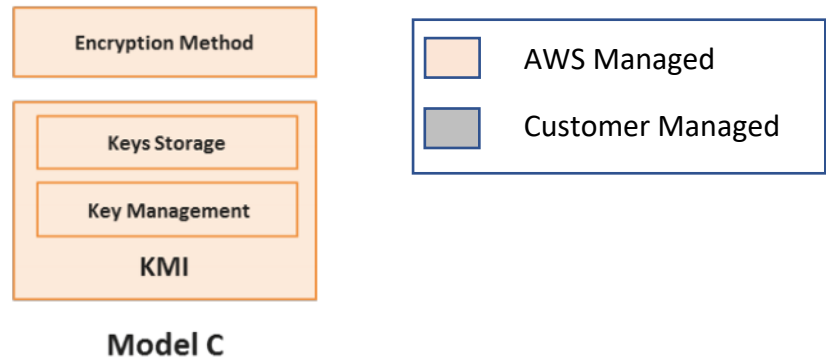 Encryption Method
Keys Storage
Key Management
KMI
Model C
AWS Managed
Customer Managed